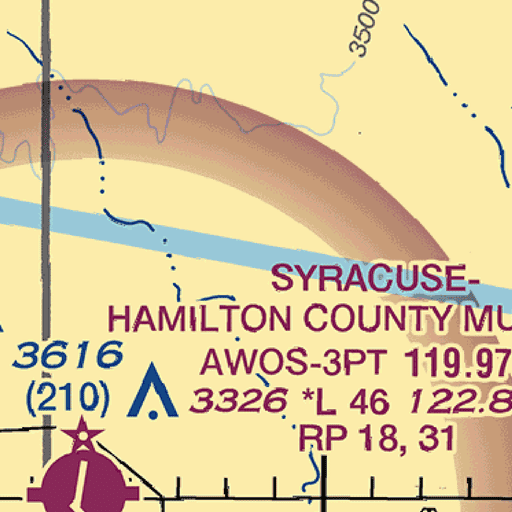 3500
SYRACUSE-
HAMILTON COUNTY MU
3616
AWOS-3PT 119.97
(210)
3326 *L 46 122.8
RP 18, 31